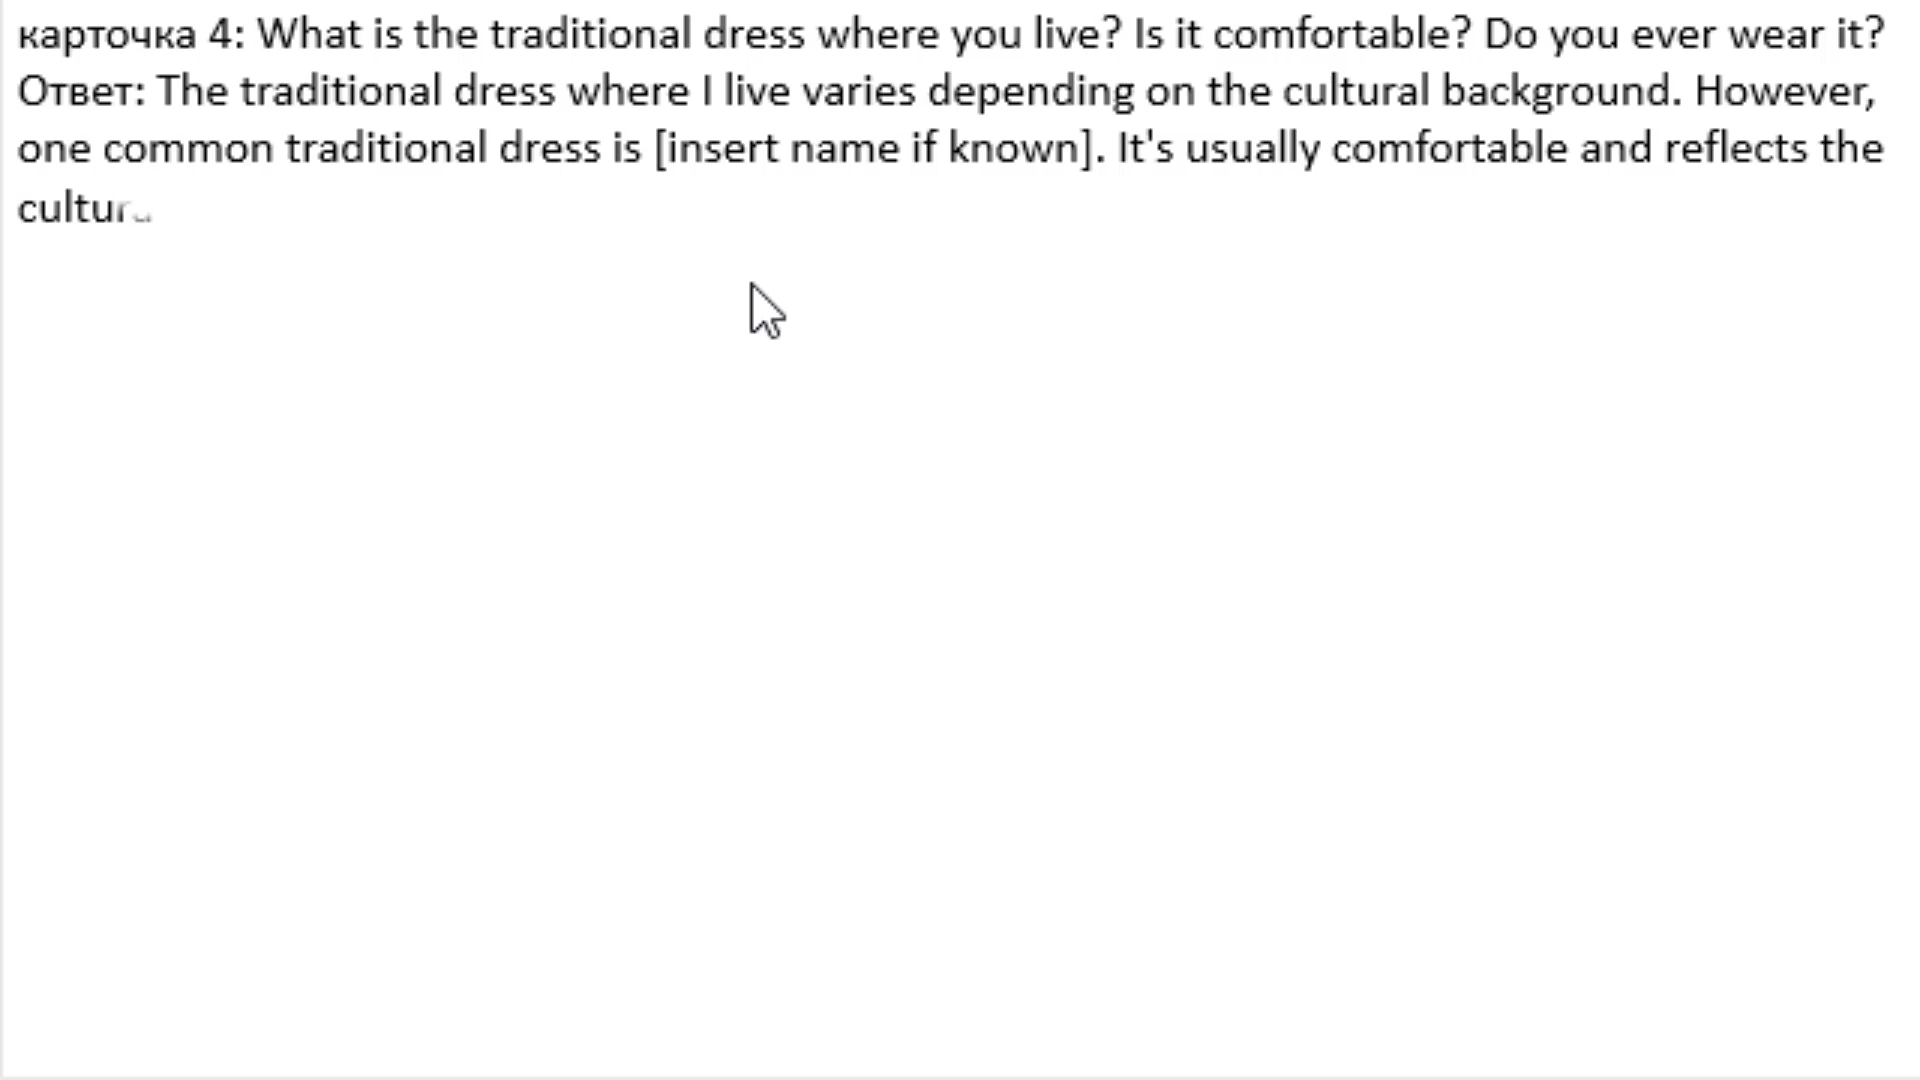 карточка 4: What is the traditional dress where you live? Is it comfortable? Do you ever wear it?
Ответ: The traditional dress where I live varies depending on the cultural background. However,
one common traditional dress is [insert name if known]. It's usually comfortable and reflects the